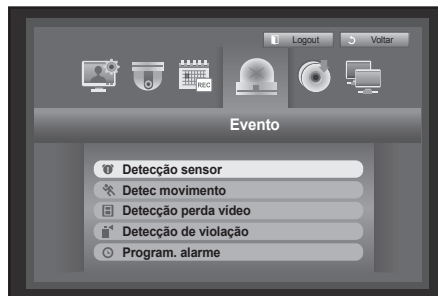 Logout Voltar
REC
Evento
Detecção sensor
Detec movimento
Detecção perda vídeo
Detecção de violação
Program. alarme